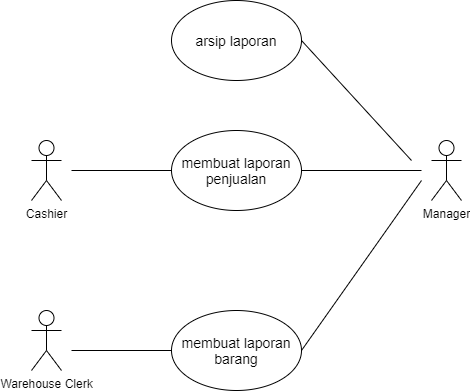 arsip laporan
membuat laporan
penjualan
Cashier
Manager
membuat laporan
barang
Warehouse Clerk